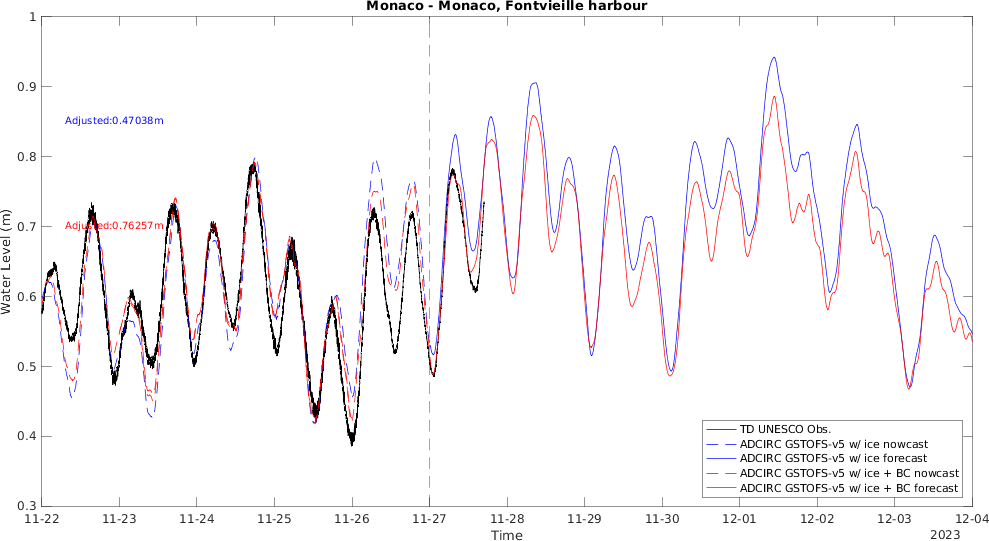 Monaco - Monaco, Fontvieille harbour
Water Level (m)
1
0.9
0.8
0.7
0.6
0.5
0.4
0.3
Adjusted:0.47038m
Adjusted:0.76257m
TD UNESCO Obs.
ADCIRC GSTOFS-v5 w/ ice nowcast
ADCIRC GSTOFS-v5 w/ ice forecast
ADCIRC GSTOFS-v5 w/ ice + BC nowcast
ADCIRC GSTOFS-v5 w/ ice + BC forecast
11-22 11-23 11-24 11-25 11-26 11-27 11-28 11-29 11-30 12-01 12-02 12-03 12-04
Time
2023